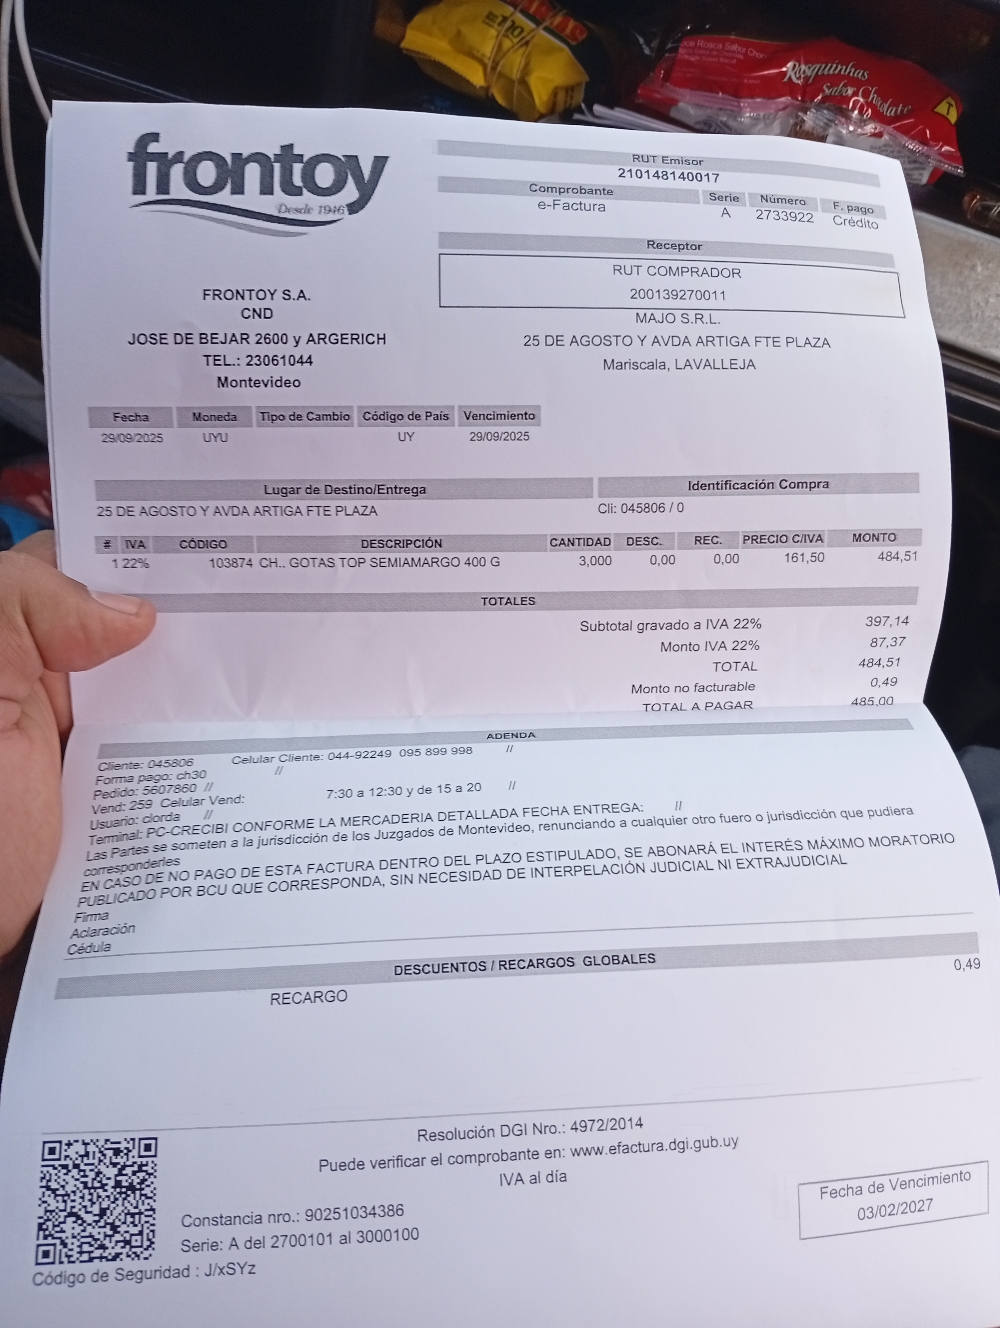 Rosca Sabor Choc
Rosquinhas
Sabor Chocolate
frontoy
Desde 1946
RUT Emisor
210148140017
Comprobante Serie Número F. pago
e-Factura A 2733922 Crédito
Receptor
RUT COMPRADOR
200139270011
MAJO S.R.L.
25 DE AGOSTO Y AVDA ARTIGA FTE PLAZA
Mariscala, LAVALLEJA
FRONTOY S.A.
CND
JOSE DE BEJAR 2600 y ARGERICH
TEL.: 23061044
Montevideo
Fecha Moneda Tipo de Cambio Código de País Vencimiento
29/09/2025 UYU UY 29/09/2025
Lugar de Destino/Entrega Identificación Compra
25 DE AGOSTO Y AVDA ARTIGA FTE PLAZA Cli: 045806 / 0
# IVA CÓDIGO DESCRIPCIÓN CANTIDAD DESC. REC. PRECIO C/IVA MONTO
1 22% 103874 CH.. GOTAS TOP SEMIAMARGO 400 G 3,000 0,00 0,00 161,50 484,51
TOTALES
Subtotal gravado a IVA 22% 397,14
Monto IVA 22% 87,37
TOTAL 484,51
Monto no facturable 0,49
TOTAL A PAGAR 485,00
ADENDA
Cliente: 045806 Celular Cliente: 044-92249 095 899 998 //
Forma pago: ch30 //
Pedido: 5607860 //
Vend: 259 Celular Vend: 7:30 a 12:30 y de 15 a 20 //
Usuario: clorda //
Terminal: PC-CRECIBI CONFORME LA MERCADERIA DETALLADA FECHA ENTREGA: //
Las Partes se someten a la jurisdicción de los Juzgados de Montevideo, renunciando a cualquier otro fuero o jurisdicción que pudiera
corresponderles
EN CASO DE NO PAGO DE ESTA FACTURA DENTRO DEL PLAZO ESTIPULADO, SE ABONARÁ EL INTERÉS MÁXIMO MORATORIO
PUBLICADO POR BCU QUE CORRESPONDA, SIN NECESIDAD DE INTERPELACIÓN JUDICIAL NI EXTRAJUDICIAL
Firma
Aclaración
Cédula
DESCUENTOS / RECARGOS GLOBALES
RECARGO 0,49
Resolución DGI Nro.: 4972/2014
Puede verificar el comprobante en: www.efactura.dgi.gub.uy
IVA al día
Fecha de Vencimiento
03/02/2027
Constancia nro.: 90251034386
Serie: A del 2700101 al 3000100
Código de Seguridad : J/xSYz